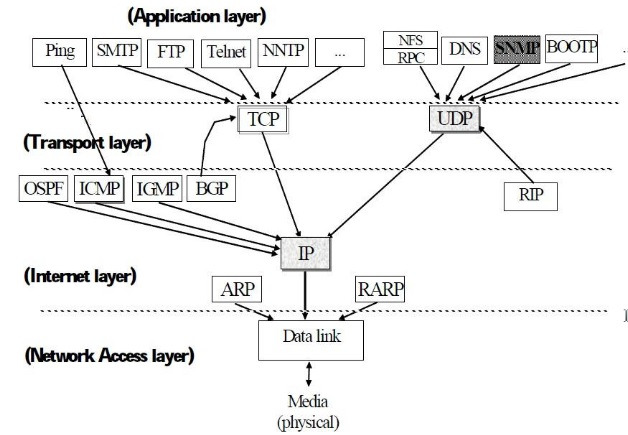 (Application layer)
Ping SMTP FTP Telnet NNTP ... NFS DNS SNMP BOOTP
RPC
TCP UDP
(Transport layer)
OSPF ICMP IGMP BGP RIP
IP
(Internet layer)
ARP RARP
Data link
(Network Access layer)
Media
(physical)